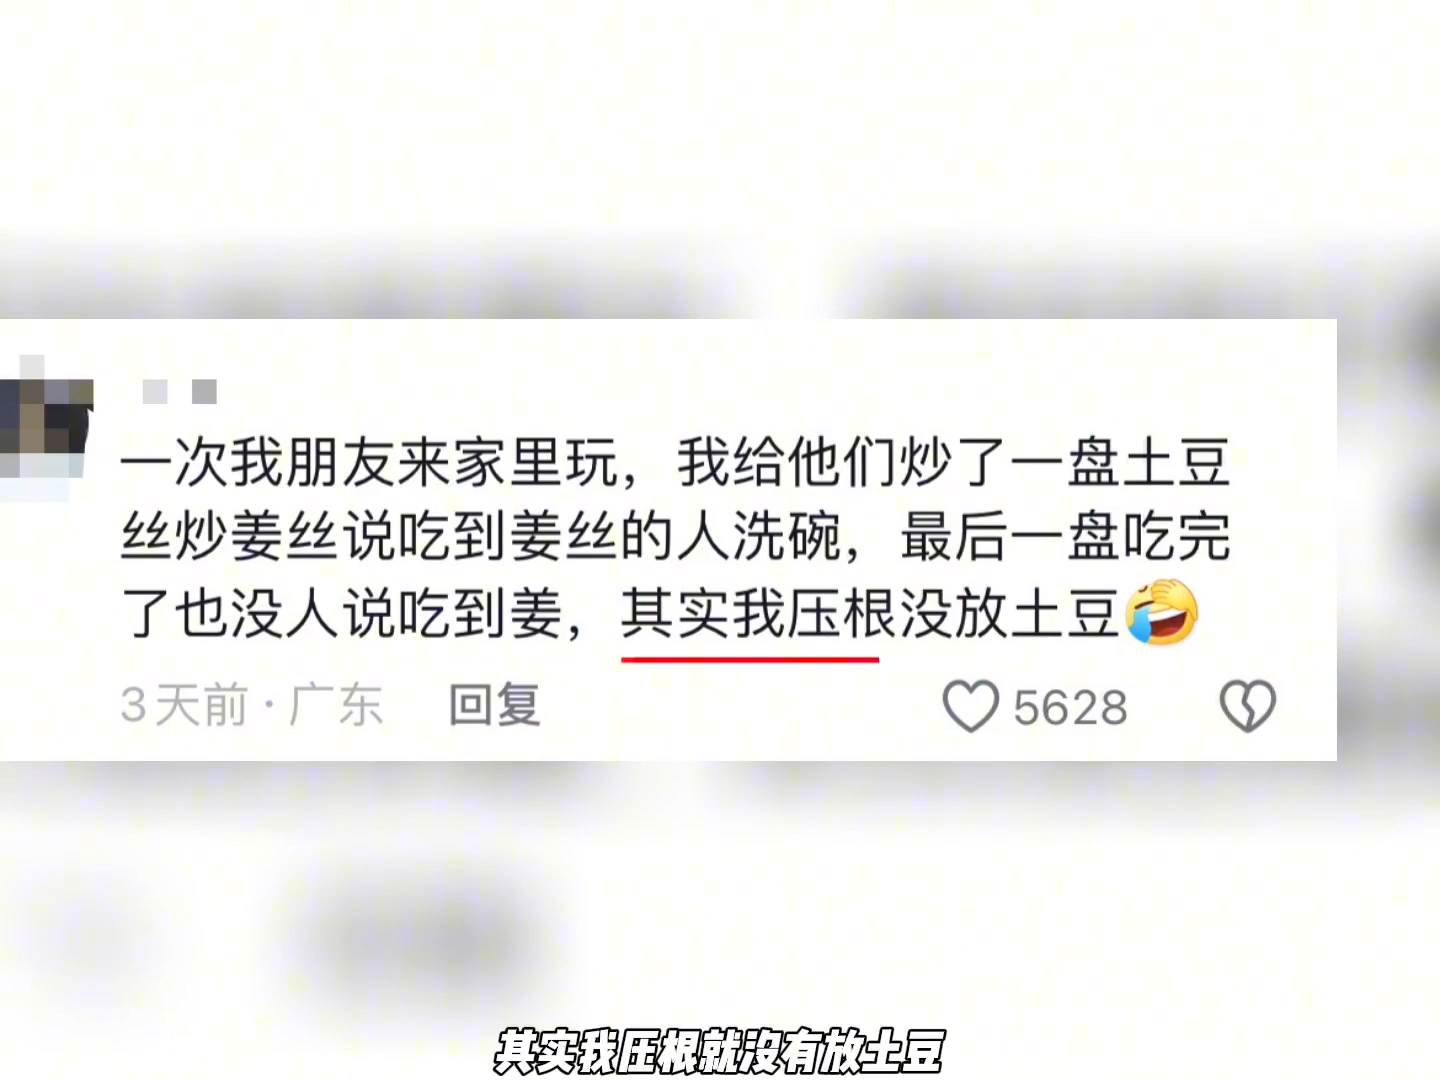 一次我朋友来家里玩，我给他们炒了一盘土豆
丝炒姜丝说吃到姜丝的人洗碗，最后一盘吃完
了也没人说吃到姜，其实我压根没放土豆🤣
3天前·广东 回复 5628
其实我压根就没有放土豆